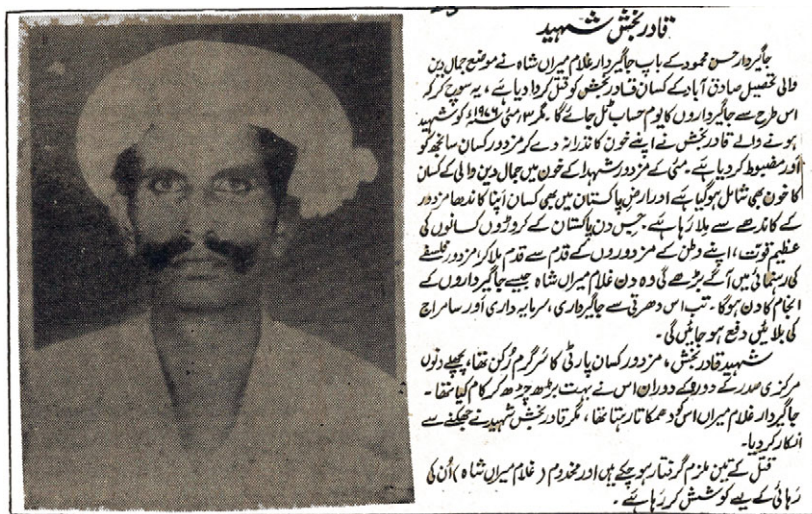 قادر بخش شہید
جاگیردار حسن محمود کے باپ جاگیردار غلام میراں شاہ نے موضع جمال دین
والی تحصیل صادق آباد کے کسان قادر بخش کو قتل کروا دیا ہے، یہ سوچ کر کہ
اس طرح سے جاگیرداروں کا یوم حساب ٹل جائے گا۔ مگر ۳ مئی ۱۹۷۶ کو شہید
ہونے والے قادر بخش نے اپنے خون کا نذرانہ دے کر مزدور کسان سانجھ کو
اور مضبوط کر دیا ہے۔ مئی کے مزدور شہدا کے خون میں جمال دین والی کے کسان
کا خون بھی شامل ہو گیا ہے اور ارض پاکستان میں بھی کسان اپنا کاندھا مزدور
کے کاندھے سے ملا رہا ہے۔ جس دن پاکستان کے کروڑوں کسانوں کی
عظیم قوت، اپنے وطن کے مزدوروں کے قدم سے قدم ملا کر، مزدور فلسفے
کی رہنمائی میں آگے بڑھے گی وہ دن غلام میراں شاہ جیسے جاگیرداروں کے
انجام کا دن ہوگا۔ تب اس دھرتی سے جاگیرداری، سرمایہ داری اور سامراج
کی بلائیں دفع ہو جائیں گی۔
شہید قادر بخش، مزدور کسان پارٹی کا سرگرم رکن تھا، پچھلے دنوں
مرکزی صدر کے دورہ کے دوران اس نے بہت بڑھ چڑھ کر کام کیا تھا۔
جاگیردار غلام میراں اس کو دھمکاتا رہتا تھا، مگر قادر بخش شہید نے جھکنے سے
انکار کر دیا۔
قتل کے تین ملزم گرفتار ہو چکے ہیں اور مخدوم (غلام میراں شاہ) اُن کی
رہائی کے لیے کوشش کر رہا ہے۔